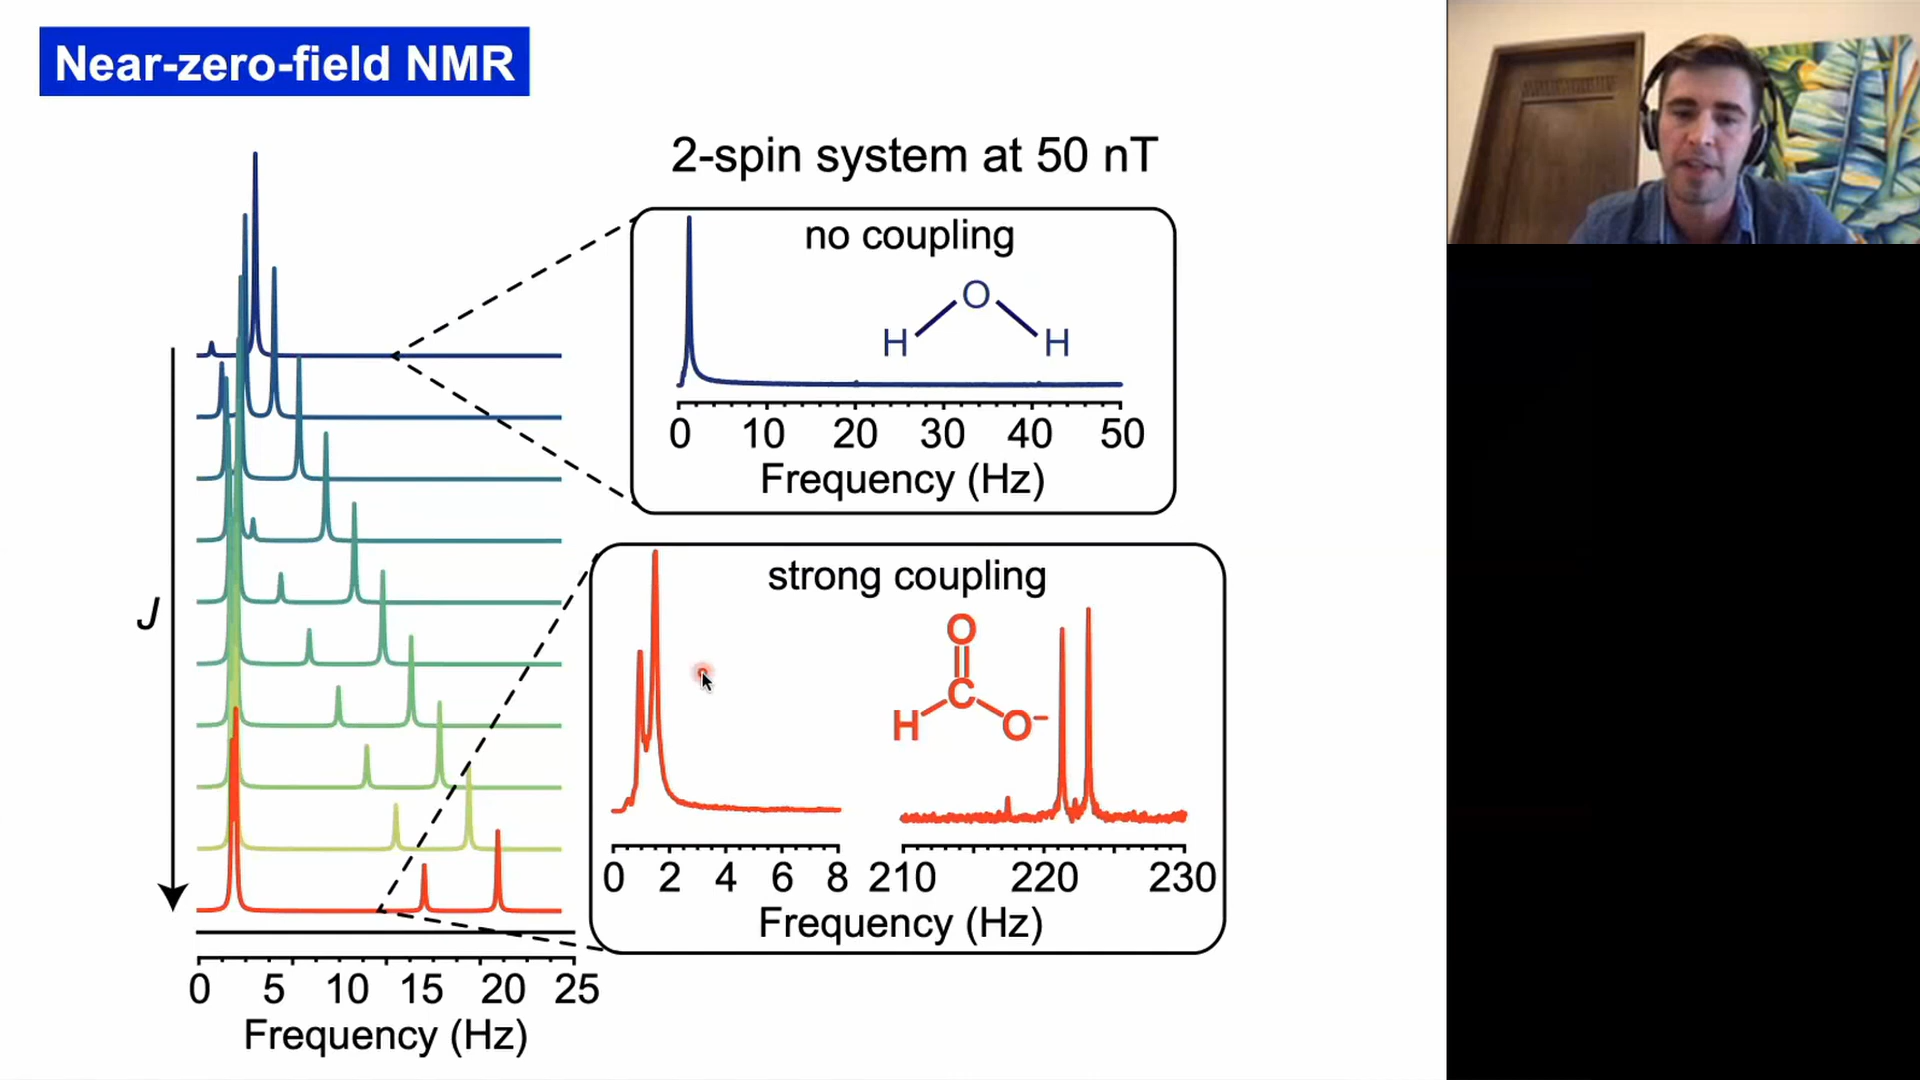 Near-zero-field NMR
2-spin system at 50 nT
no coupling
O
H H
0 10 20 30 40 50
Frequency (Hz)
strong coupling
O
C
H O−
0 2 4 6 8 210 220 230
Frequency (Hz)
J
0 5 10 15 20 25
Frequency (Hz)